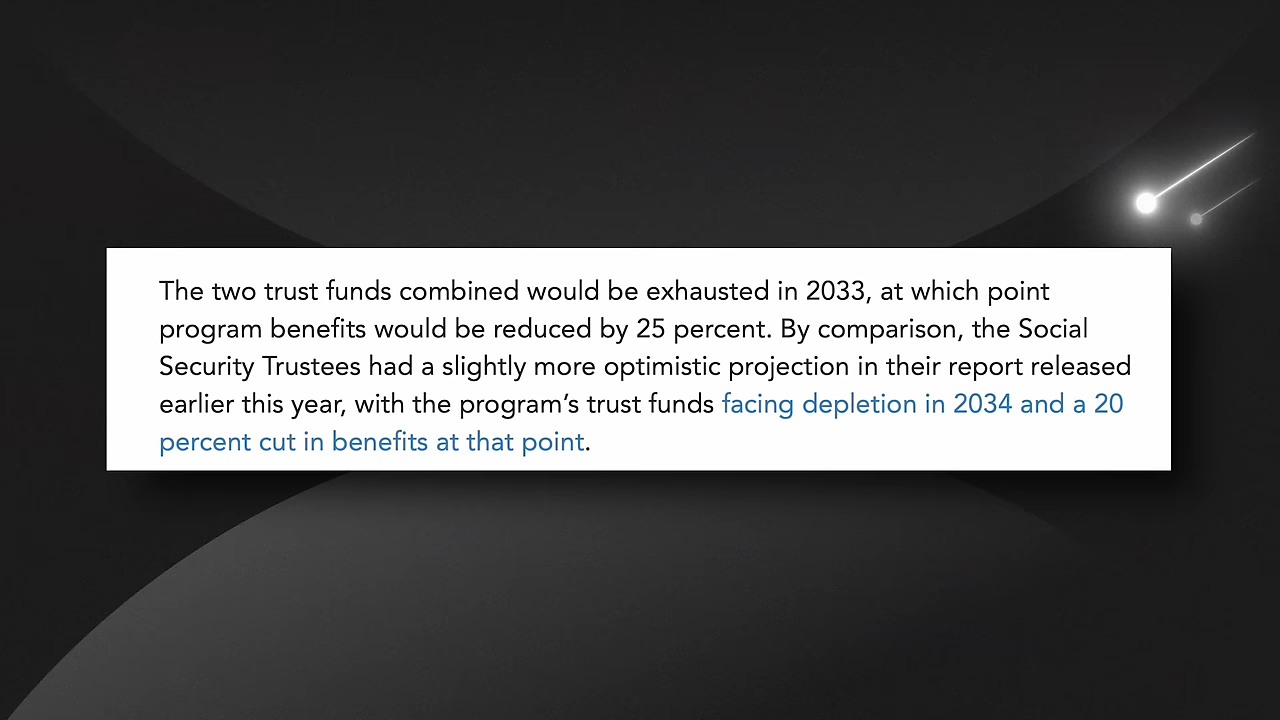 The two trust funds combined would be exhausted in 2033, at which point
program benefits would be reduced by 25 percent. By comparison, the Social
Security Trustees had a slightly more optimistic projection in their report released
earlier this year, with the program’s trust funds facing depletion in 2034 and a 20
percent cut in benefits at that point.